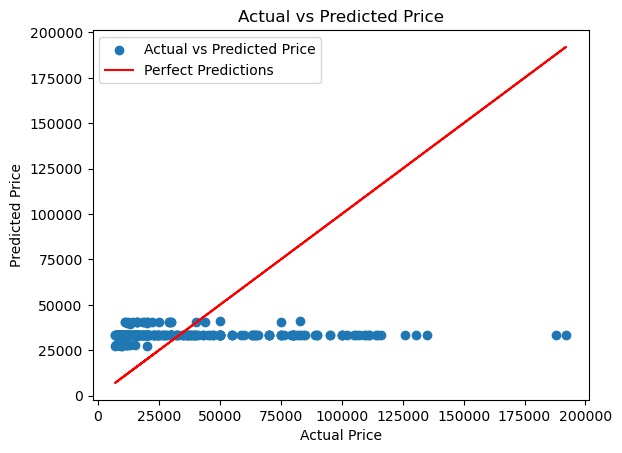 Actual vs Predicted Price
Actual vs Predicted Price
Perfect Predictions
Predicted Price
200000
175000
150000
125000
100000
75000
50000
25000
0
0 25000 50000 75000 100000 125000 150000 175000 200000
Actual Price